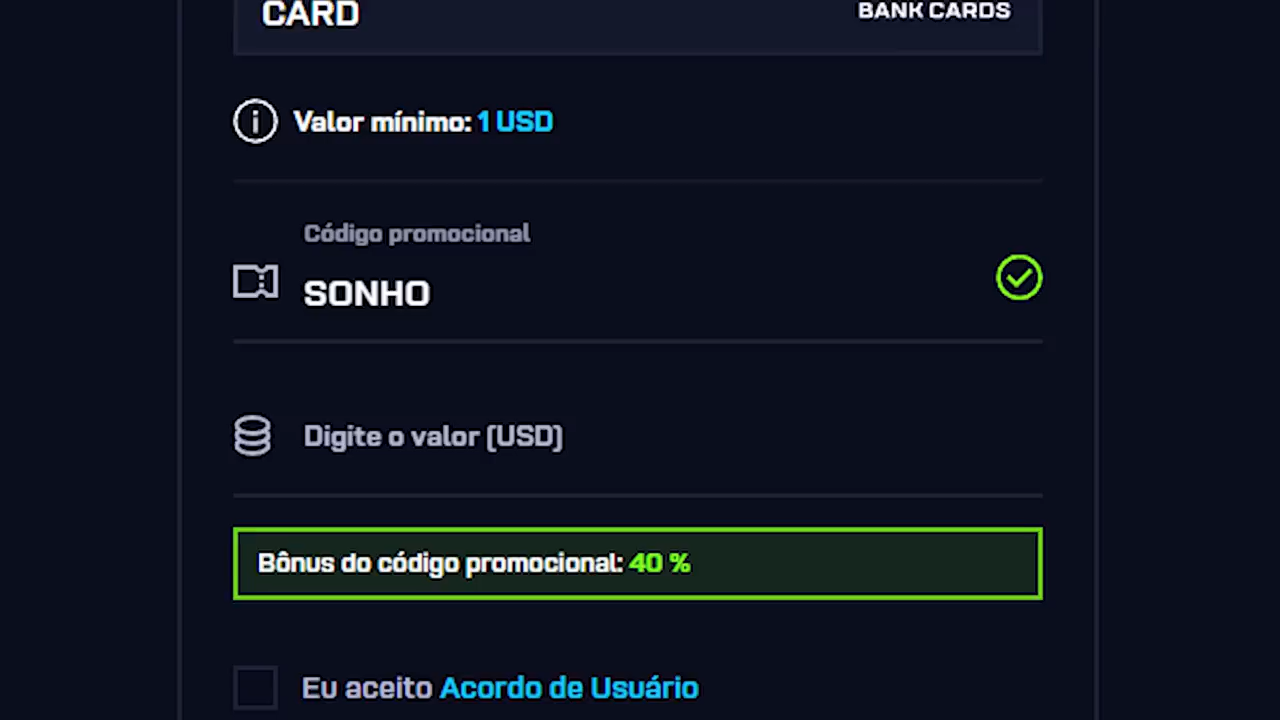 CARD
BANK CARDS
Valor mínimo: 1 USD
Código promocional
SONHO
Digite o valor (USD)
Bônus do código promocional: 40 %
Eu aceito Acordo de Usuário